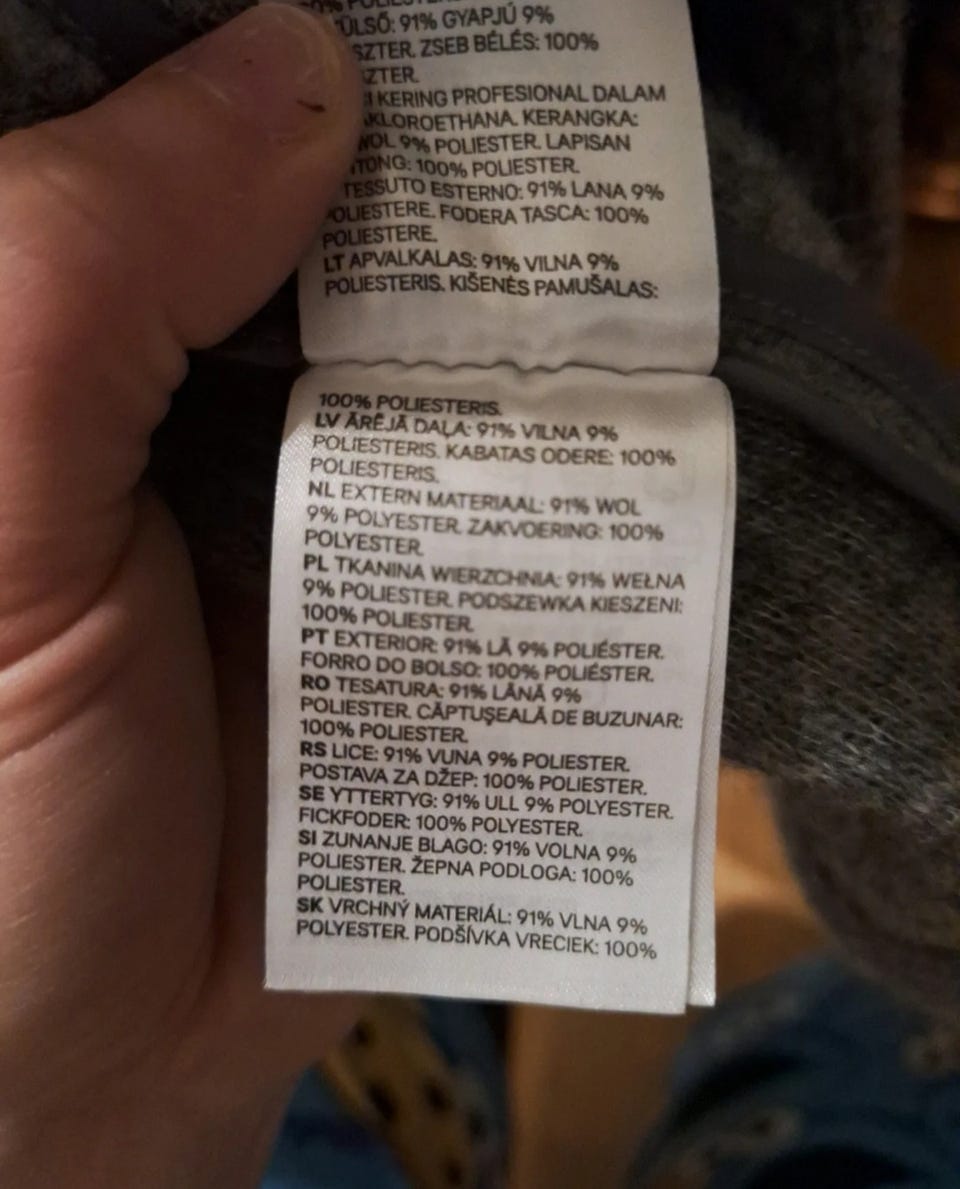 ÜLSŐ: 91% GYAPJÚ 9%
SZTER. ZSEB BÉLÉS: 100%
ZTER.
KERING PROFESIONAL DALAM
KLOROETHANA. KERANGKA:
WOL 9% POLIESTER. LAPISAN
TONG: 100% POLIESTER.
TESSUTO ESTERNO: 91% LANA 9%
POLIESTERE. FODERA TASCA: 100%
POLIESTERE.
LT APVALKALAS: 91% VILNA 9%
POLIESTERIS. KIŠENĖS PAMUŠALAS:
100% POLIESTERIS.
LV ĀRĒJĀ DAĻA: 91% VILNA 9%
POLIESTERIS. KABATAS ODERE: 100%
POLIESTERIS.
NL EXTERN MATERIAAL: 91% WOL
9% POLYESTER. ZAKVOERING: 100%
POLYESTER.
PL TKANINA WIERZCHNIA: 91% WEŁNA
9% POLIESTER. PODSZEWKA KIESZENI:
100% POLIESTER.
PT EXTERIOR: 91% LÃ 9% POLIÉSTER.
FORRO DO BOLSO: 100% POLIÉSTER.
RO TESATURA: 91% LÂNĂ 9%
POLIESTER. CĂPTUŞEALĂ DE BUZUNAR:
100% POLIESTER.
RS LICE: 91% VUNA 9% POLIESTER.
POSTAVA ZA DŽEP: 100% POLIESTER.
SE YTTERTYG: 91% ULL 9% POLYESTER.
FICKFODER: 100% POLYESTER.
SI ZUNANJE BLAGO: 91% VOLNA 9%
POLIESTER. ŽEPNA PODLOGA: 100%
POLIESTER.
SK VRCHNÝ MATERIÁL: 91% VLNA 9%
POLYESTER. PODŠÍVKA VRECIEK: 100%